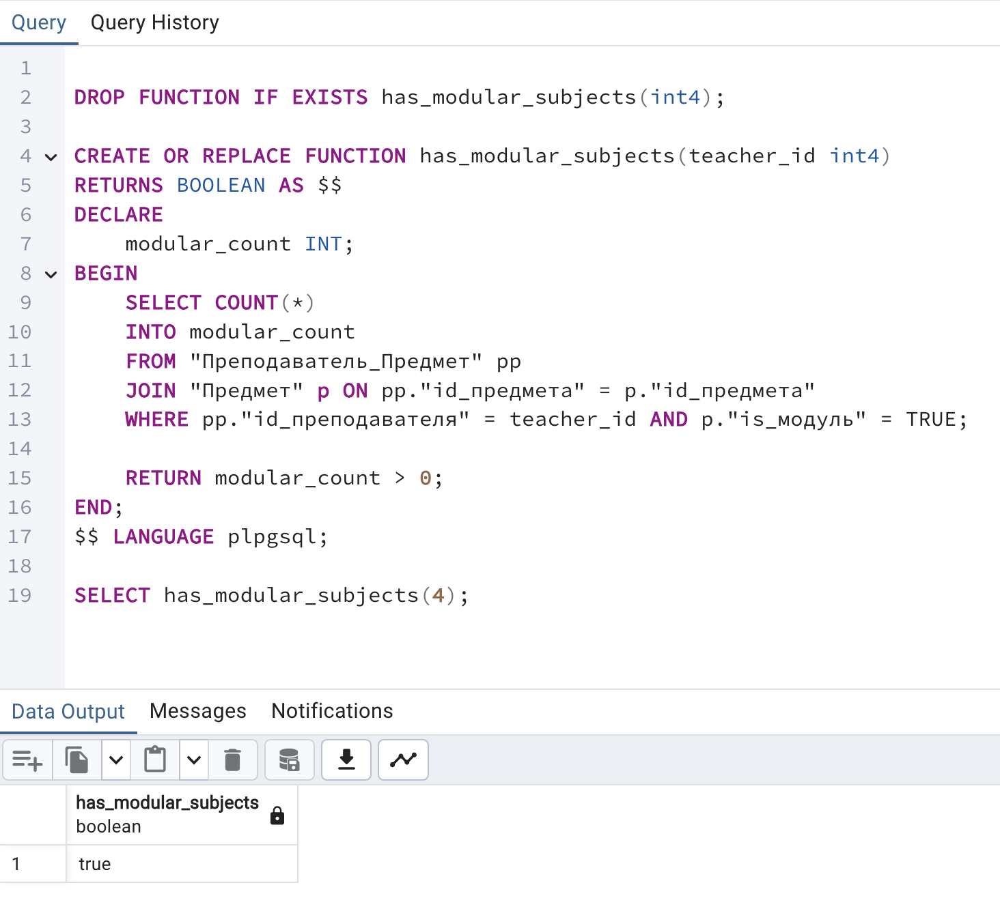 Query Query History
1
2 DROP FUNCTION IF EXISTS has_modular_subjects(int4);
3
4 CREATE OR REPLACE FUNCTION has_modular_subjects(teacher_id int4)
5 RETURNS BOOLEAN AS $$
6 DECLARE
7     modular_count INT;
8 BEGIN
9     SELECT COUNT(*)
10     INTO modular_count
11     FROM "Преподаватель_Предмет" pp
12     JOIN "Предмет" p ON pp."id_предмета" = p."id_предмета"
13     WHERE pp."id_преподавателя" = teacher_id AND p."is_модуль" = TRUE;
14
15     RETURN modular_count > 0;
16 END;
17 $$ LANGUAGE plpgsql;
18
19 SELECT has_modular_subjects(4);
Data Output Messages Notifications
has_modular_subjects
boolean
1 true